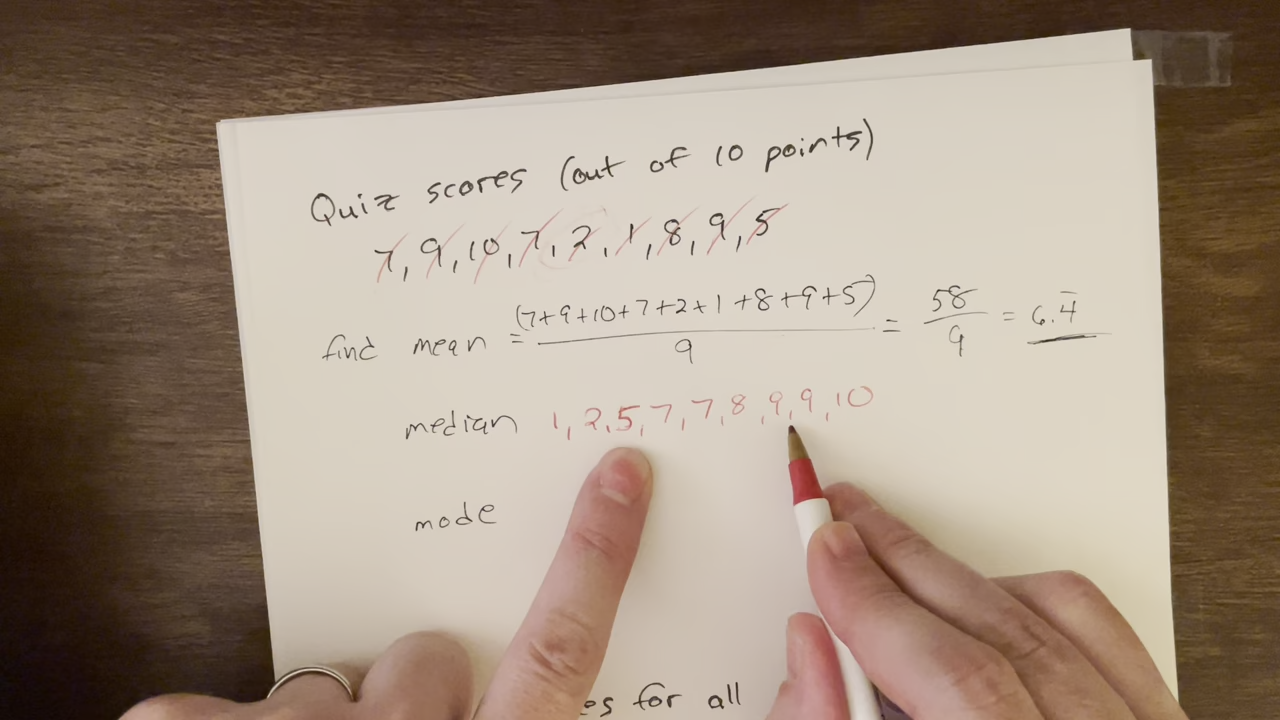 Quiz scores (out of 10 points)
7, 9, 10, 7, 2, 1, 8, 9, 5
find mean = (7+9+10+7+2+1+8+9+5) / 9 = 58 / 9 = 6.4̅
median 1, 2, 5, 7, 7, 8, 9, 9, 10
mode
for all